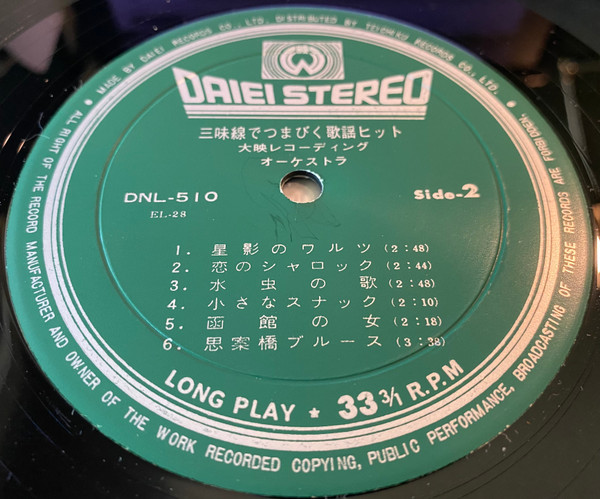 MADE BY DAIEI RECORDS CO., LTD. DISTRIBUTED BY TEICHIKU RECORDS CO., LTD.
DAIEI STEREO
三味線でつまびく歌謡ヒット
大映レコーディング
オーケストラ
DNL-510
EL-28
Side-2
1. 星影のワルツ (2:48)
2. 恋のシャロック (2:44)
3. 水虫の歌 (2:48)
4. 小さなスナック (2:10)
5. 函館の女 (2:18)
6. 思案橋ブルース (3:38)
LONG PLAY ★ 33 3/1 R.P.M
ALL RIGHT OF THE RECORD MANUFACTURER AND OWNER OF THE WORK RECORDED COPYING, PUBLIC PERFORMANCE, BROADCASTING OF THESE RECORDS ARE FORBIDDEN.